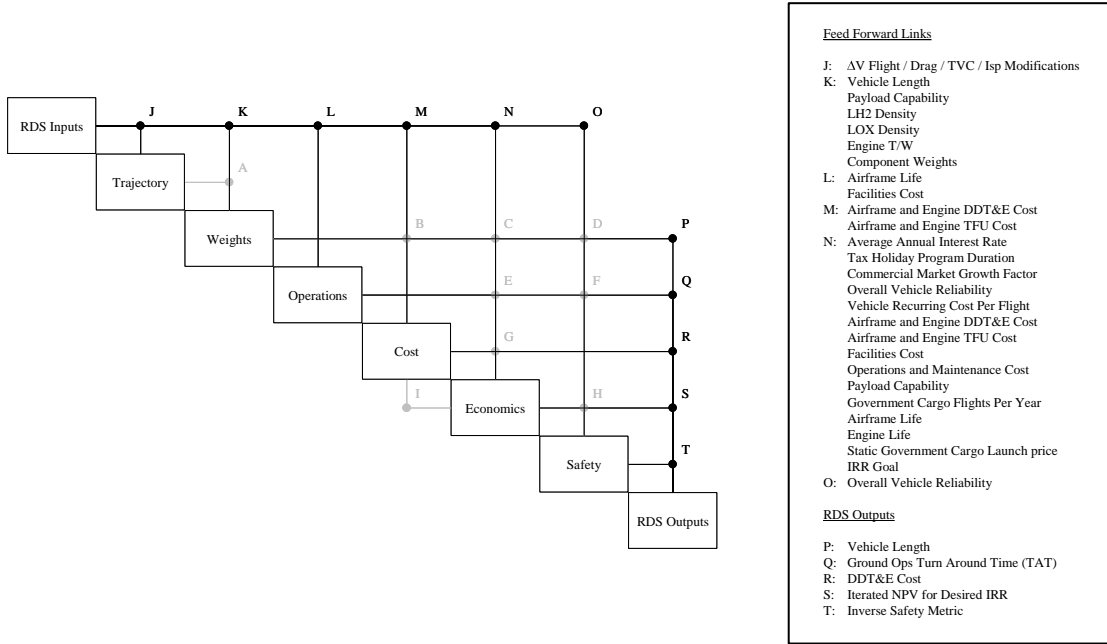 J K L M N O
RDS Inputs
A
Trajectory
B C D P
Weights
E F Q
Operations
G R
Cost
I H S
Economics
T
Safety
RDS Outputs
Feed Forward Links
J: ΔV Flight / Drag / TVC / Isp Modifications
K: Vehicle Length
Payload Capability
LH2 Density
LOX Density
Engine T/W
Component Weights
L: Airframe Life
Facilities Cost
M: Airframe and Engine DDT&E Cost
Airframe and Engine TFU Cost
N: Average Annual Interest Rate
Tax Holiday Program Duration
Commercial Market Growth Factor
Overall Vehicle Reliability
Vehicle Recurring Cost Per Flight
Airframe and Engine DDT&E Cost
Airframe and Engine TFU Cost
Facilities Cost
Operations and Maintenance Cost
Payload Capability
Government Cargo Flights Per Year
Airframe Life
Engine Life
Static Government Cargo Launch price
IRR Goal
O: Overall Vehicle Reliability
RDS Outputs
P: Vehicle Length
Q: Ground Ops Turn Around Time (TAT)
R: DDT&E Cost
S: Iterated NPV for Desired IRR
T: Inverse Safety Metric